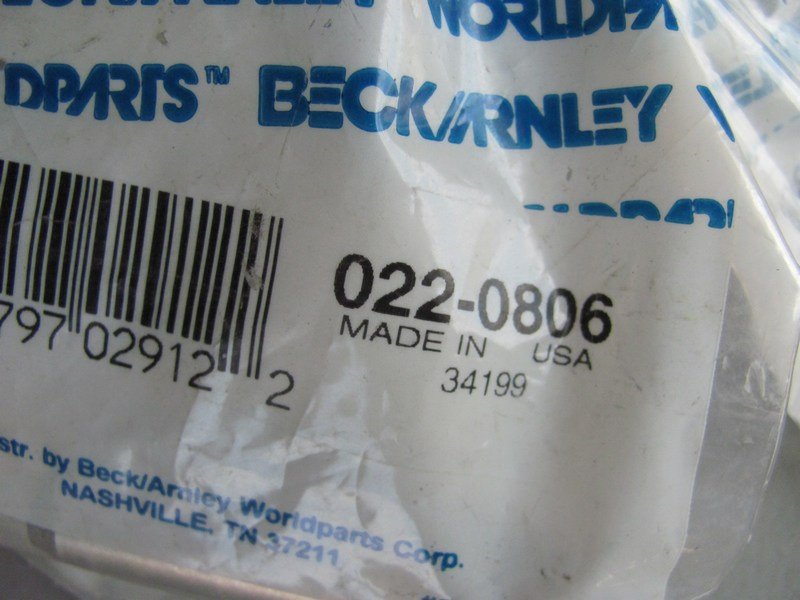 WORLDPA
DPARTS™ BECK/ARNLEY W
022-0806
MADE IN USA
34199
797 02912 2
str. by Beck/Arnley Worldparts Corp.
NASHVILLE, TN 37211